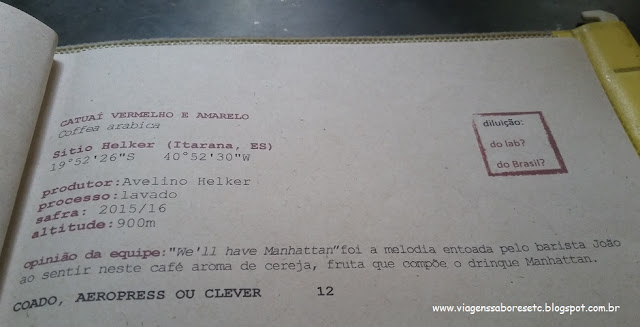 CATUAÍ VERMELHO E AMARELO
Coffea arabica
Sítio Helker (Itarana, ES)
19°52'26"S 40°52'30"W
produtor:Avelino Helker
processo:lavado
safra: 2015/16
altitude:900m
opinião da equipe:"We'll have Manhattan"foi a melodia entoada pelo barista João
ao sentir neste café aroma de cereja, fruta que compõe o drinque Manhattan.
COADO, AEROPRESS OU CLEVER 12
diluição:
do lab?
do Brasil?
www.viagenssaboresetc.blogspot.com.br